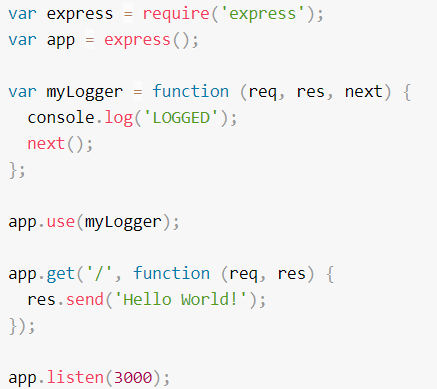 var express = require('express');
var app = express();

var myLogger = function (req, res, next) {
  console.log('LOGGED');
  next();
};

app.use(myLogger);

app.get('/', function (req, res) {
  res.send('Hello World!');
});

app.listen(3000);